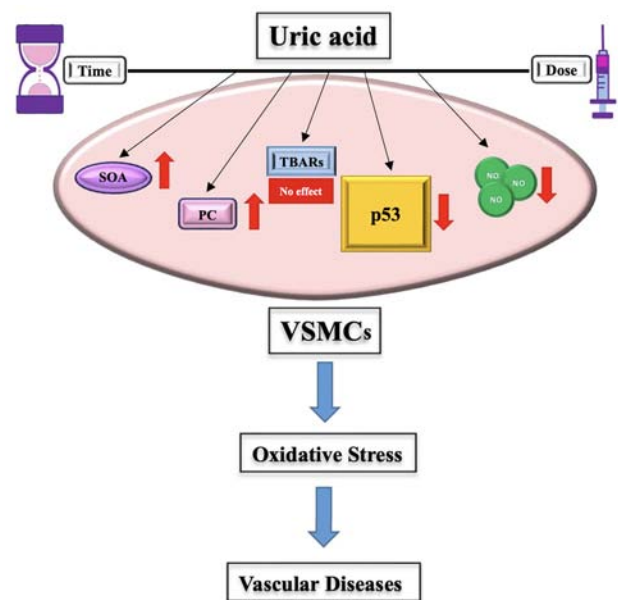 Uric acid
Time
Dose
SOA
PC
TBARs
No effect
p53
NO
NO
NO
VSMCs
Oxidative Stress
Vascular Diseases